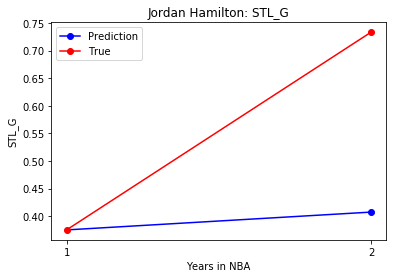 Jordan Hamilton: STL_G
Prediction
True
STL_G
0.75
0.70
0.65
0.60
0.55
0.50
0.45
0.40
1
2
Years in NBA